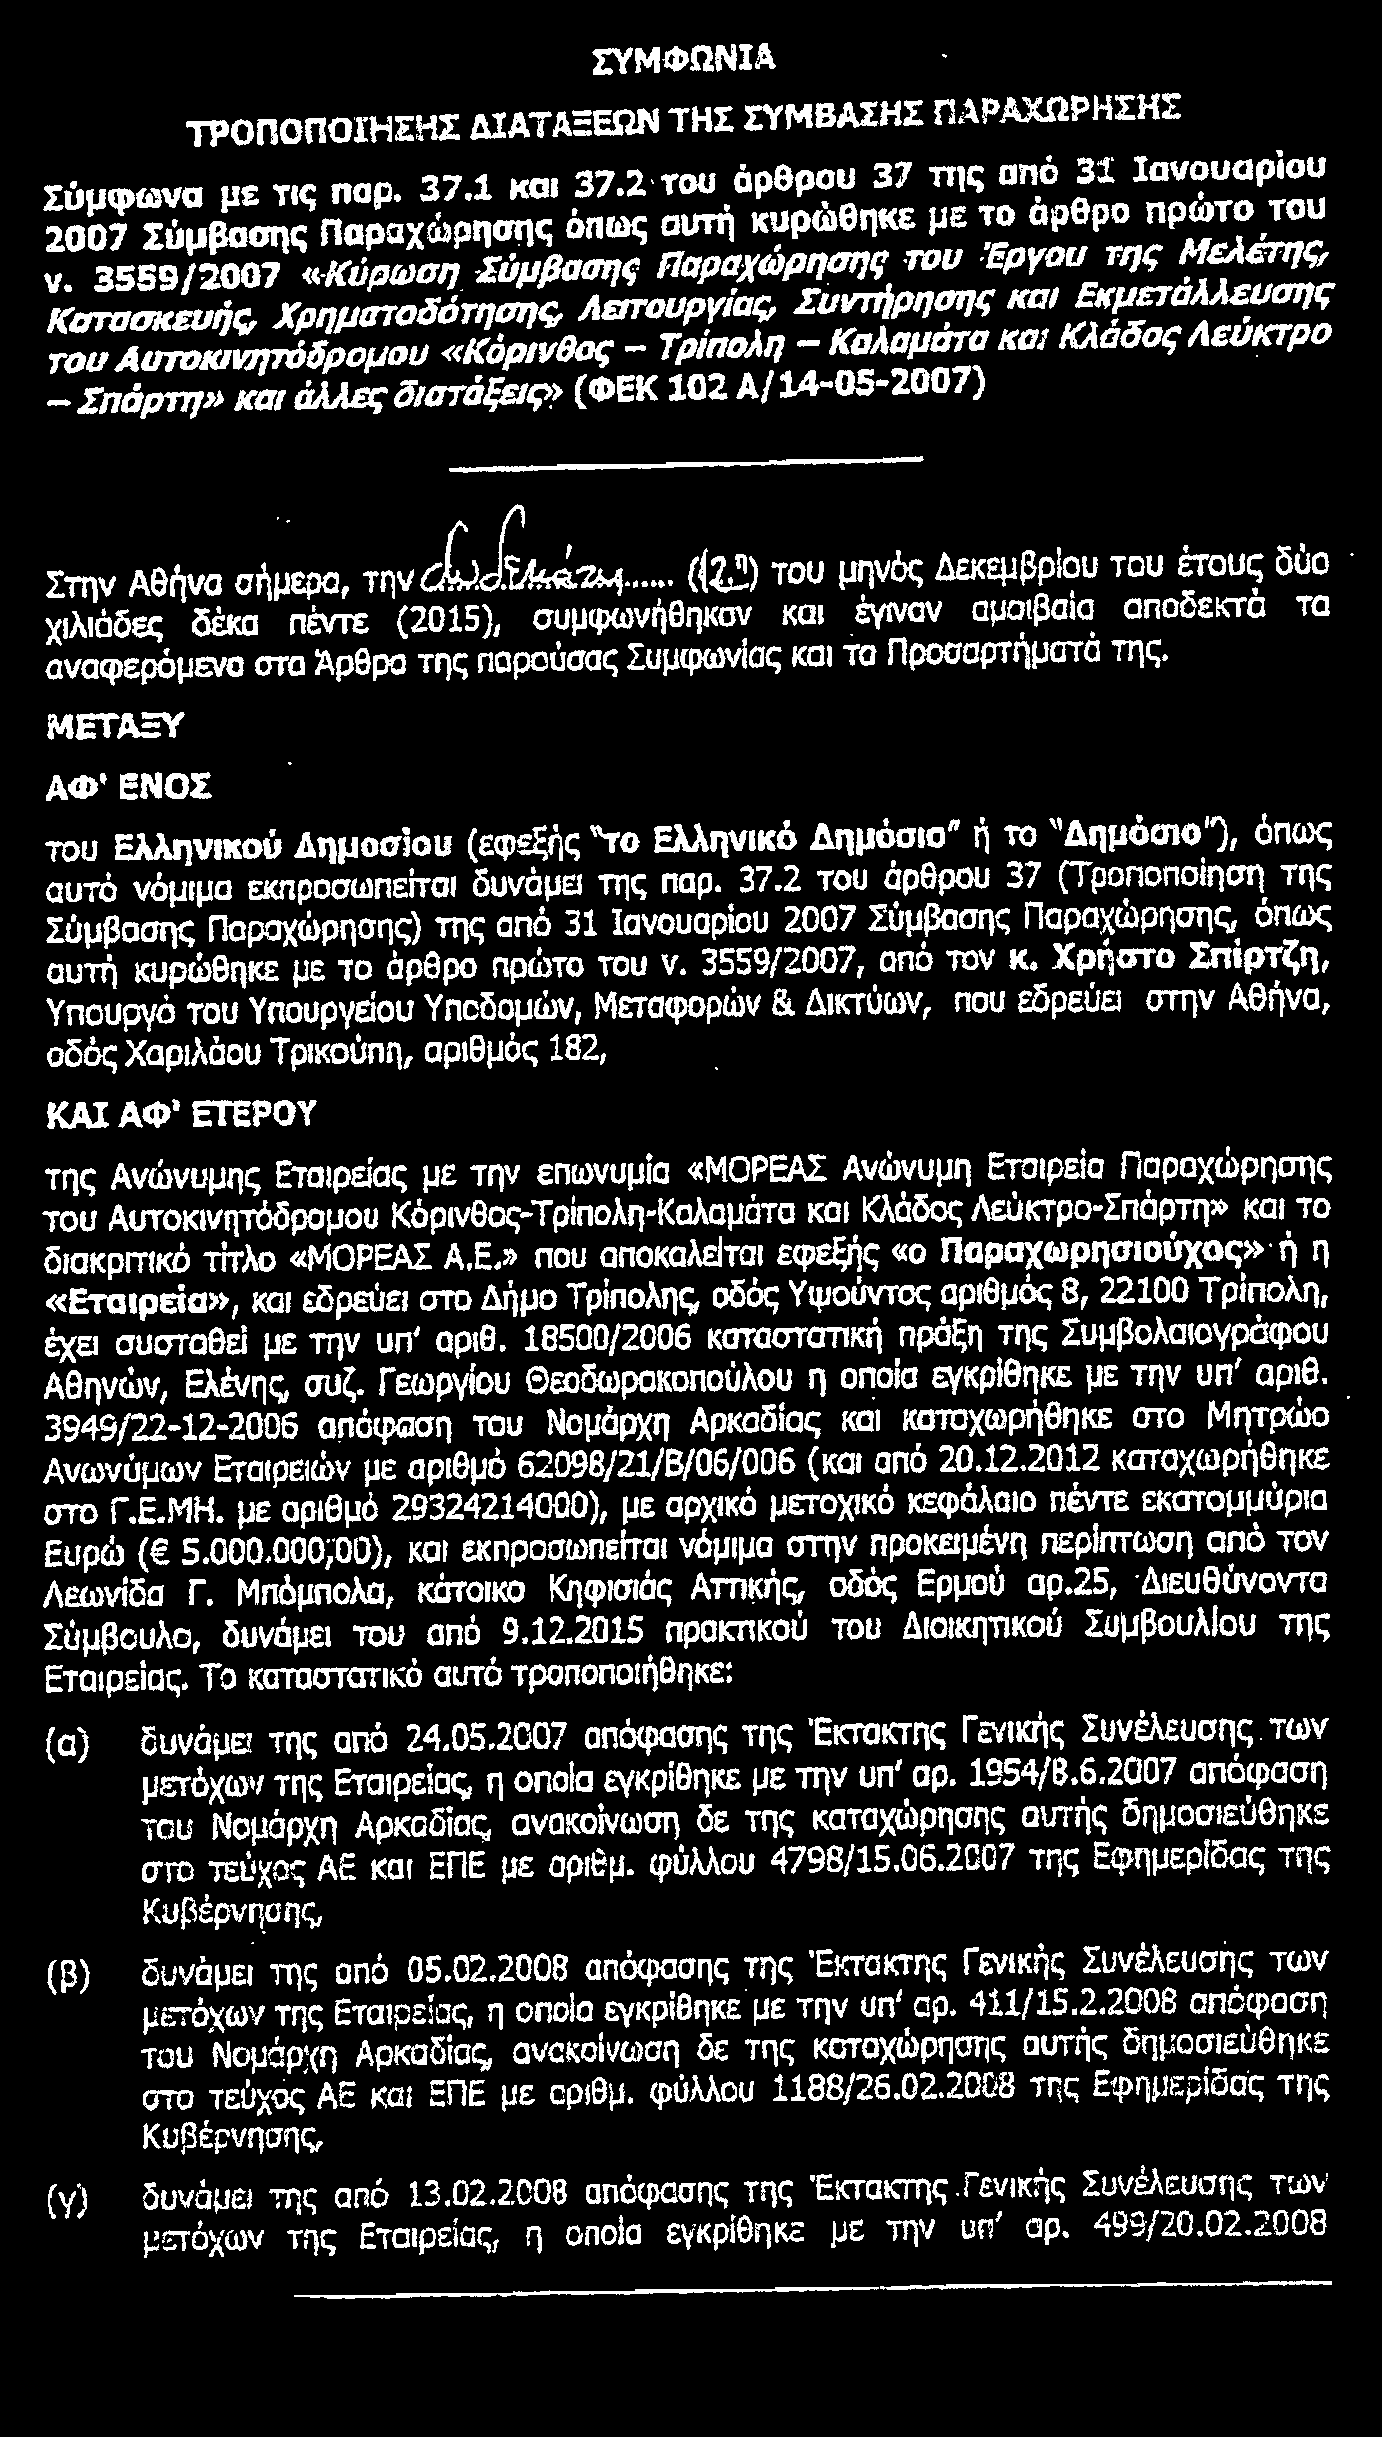 ΣΥΜΦΩΝΙΑ
ΤΡΟΠΟΠΟΙΗΣΗΣ ΔΙΑΤΑΞΕΩΝ ΤΗΣ ΣΥΜΒΑΣΗΣ ΠΑΡΑΧΩΡΗΣΗΣ
Σύμφωνα με τις παρ. 37.1 και 37.2 του άρθρου 37 της από 31 Ιανουαρίου
2007 Σύμβασης Παραχώρησης όπως αυτή κυρώθηκε με το άρθρο πρώτο του
ν. 3559/2007 «Κύρωση Σύμβασης Παραχώρησης του Έργου της Μελέτης,
Κατασκευής, Χρηματοδότησης, Λειτουργίας, Συντήρησης και Εκμετάλλευσης
του Αυτοκινητόδρομου «Κόρινθος – Τρίπολη – Καλαμάτα και Κλάδος Λεύκτρο
– Σπάρτη» και άλλες διατάξεις» (ΦΕΚ 102 Α/14-05-2007)
Στην Αθήνα σήμερα, την δωδεκάτη...... (12η) του μηνός Δεκεμβρίου του έτους δύο
χιλιάδες δέκα πέντε (2015), συμφωνήθηκαν και έγιναν αμοιβαία αποδεκτά τα
αναφερόμενα στα Άρθρα της παρούσας Συμφωνίας και τα Προσαρτήματά της.
ΜΕΤΑΞΥ
ΑΦ' ΕΝΟΣ
του Ελληνικού Δημοσίου (εφεξής "το Ελληνικό Δημόσιο" ή το "Δημόσιο"), όπως
αυτό νόμιμα εκπροσωπείται δυνάμει της παρ. 37.2 του άρθρου 37 (Τροποποίηση της
Σύμβασης Παραχώρησης) της από 31 Ιανουαρίου 2007 Σύμβασης Παραχώρησης, όπως
αυτή κυρώθηκε με το άρθρο πρώτο του ν. 3559/2007, από τον κ. Χρήστο Σπίρτζη,
Υπουργό του Υπουργείου Υποδομών, Μεταφορών & Δικτύων, που εδρεύει στην Αθήνα,
οδός Χαριλάου Τρικούπη, αριθμός 182,
ΚΑΙ ΑΦ' ΕΤΕΡΟΥ
της Ανώνυμης Εταιρείας με την επωνυμία «ΜΟΡΕΑΣ Ανώνυμη Εταιρεία Παραχώρησης
του Αυτοκινητόδρομου Κόρινθος-Τρίπολη-Καλαμάτα και Κλάδος Λεύκτρο-Σπάρτη» και το
διακριτικό τίτλο «ΜΟΡΕΑΣ Α.Ε.» που αποκαλείται εφεξής «ο Παραχωρησιούχος» ή η
«Εταιρεία», και εδρεύει στο Δήμο Τρίπολης, οδός Υψούντος αριθμός 8, 22100 Τρίπολη,
έχει συσταθεί με την υπ' αριθ. 18500/2006 καταστατική πράξη της Συμβολαιογράφου
Αθηνών, Ελένης, συζ. Γεωργίου Θεοδωρακοπούλου η οποία εγκρίθηκε με την υπ' αριθ.
3949/22-12-2006 απόφαση του Νομάρχη Αρκαδίας και καταχωρήθηκε στο Μητρώο
Ανωνύμων Εταιρειών με αριθμό 62098/21/Β/06/006 (και από 20.12.2012 καταχωρήθηκε
στο Γ.Ε.ΜΗ. με αριθμό 29324214000), με αρχικό μετοχικό κεφάλαιο πέντε εκατομμύρια
Ευρώ (€ 5.000.000,00), και εκπροσωπείται νόμιμα στην προκειμένη περίπτωση από τον
Λεωνίδα Γ. Μπόμπολα, κάτοικο Κηφισιάς Αττικής, οδός Ερμού αρ.25, Διευθύνοντα
Σύμβουλο, δυνάμει του από 9.12.2015 πρακτικού του Διοικητικού Συμβουλίου της
Εταιρείας. Το καταστατικό αυτό τροποποιήθηκε:
(α) δυνάμει της από 24.05.2007 απόφασης της Έκτακτης Γενικής Συνέλευσης των
μετόχων της Εταιρείας, η οποία εγκρίθηκε με την υπ' αρ. 1954/8.6.2007 απόφαση
του Νομάρχη Αρκαδίας, ανακοίνωση δε της καταχώρησης αυτής δημοσιεύθηκε
στο τεύχος ΑΕ και ΕΠΕ με αριθμ. φύλλου 4798/15.06.2007 της Εφημερίδας της
Κυβέρνησης,
(β) δυνάμει της από 05.02.2008 απόφασης της Έκτακτης Γενικής Συνέλευσής των
μετόχων της Εταιρείας, η οποία εγκρίθηκε με την υπ' αρ. 411/15.2.2008 απόφαση
του Νομάρχη Αρκαδίας, ανακοίνωση δε της καταχώρησης αυτής δημοσιεύθηκε
στο τεύχος ΑΕ και ΕΠΕ με αριθμ. φύλλου 1188/26.02.2008 της Εφημερίδας της
Κυβέρνησης,
(γ) δυνάμει της από 13.02.2008 απόφασης της Έκτακτης Γενικής Συνέλευσης των
μετόχων της Εταιρείας, η οποία εγκρίθηκε με την υπ' αρ. 499/20.02.2008